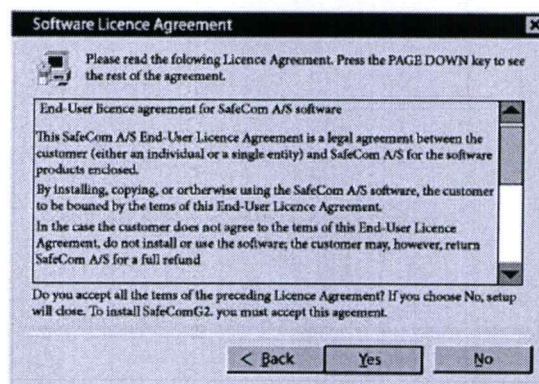 Software Licence Agreement
Please read the folowing Licence Agreement. Press the PAGE DOWN key to see
the rest of the agreement.
End-User licence agreement for SafeCom A/S software
This SafeCom A/S End-User Licence Agreement is a legal agreement between the
customer (either an individual or a single entity) and SafeCom A/S for the software
products enclosed.
By installing, copying, or ortherwise using the SafeCom A/S software, the customer
to be bouned by the tems of this End-User Licence Agreement.
In the case the customer does not agree to the tems of this End-User Licence
Agreement, do not install or use the software; the customer may, however, return
SafeCom A/S for a full refund
Do you accept all the tems of the preceding Licence Agreement? If you choose No, setup
will close. To install SafeComG2. you must accept this ageement.
< Back Yes No